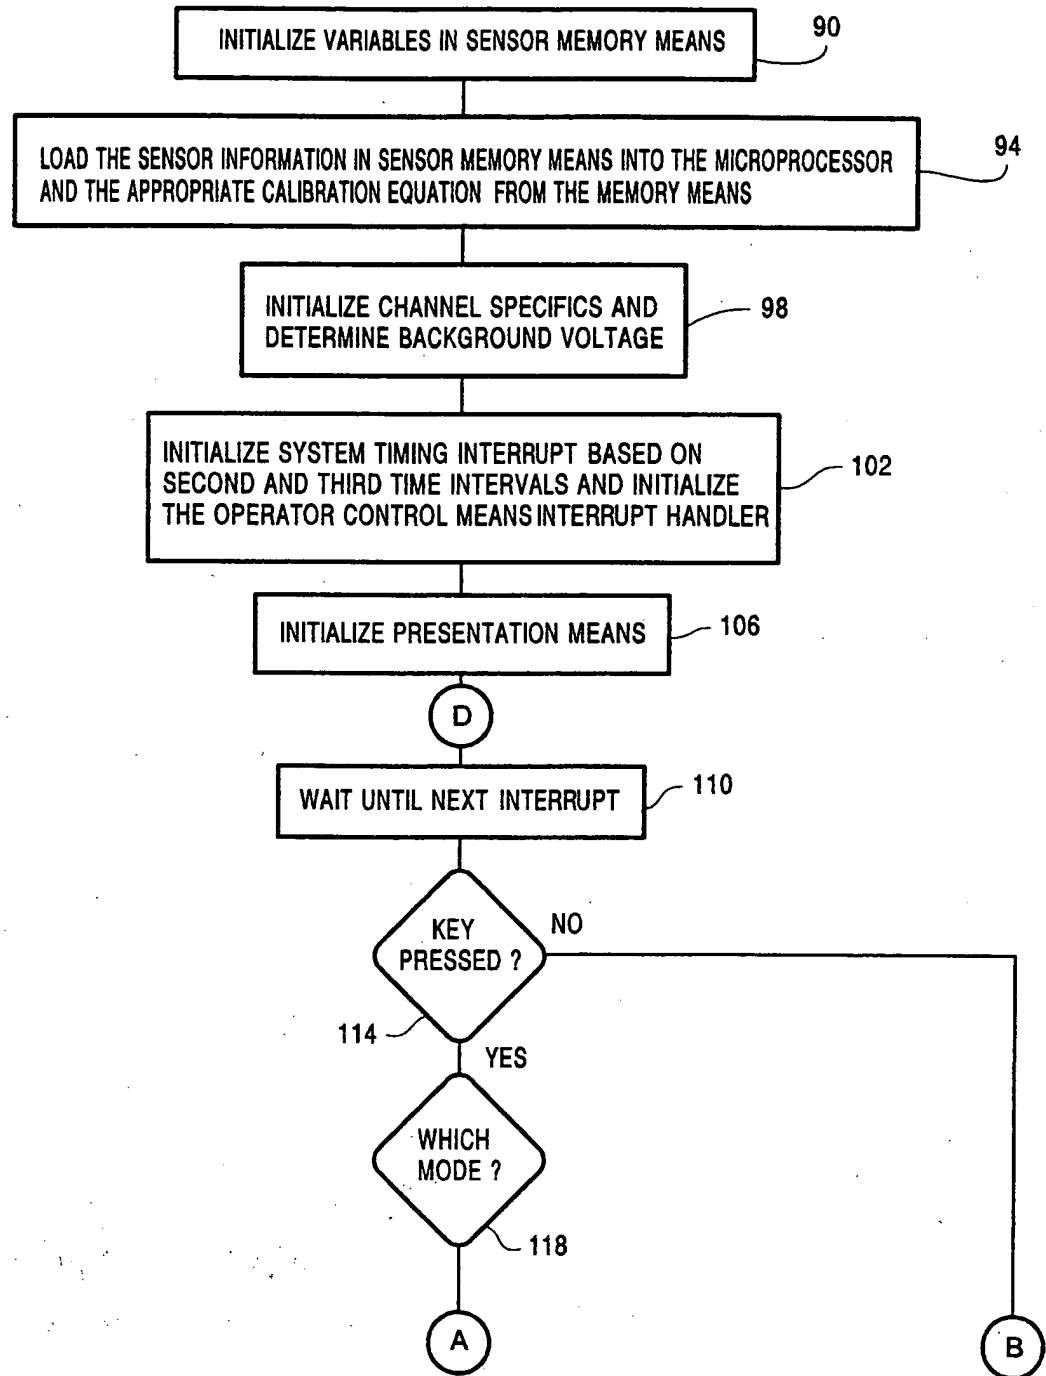 INITIALIZE VARIABLES IN SENSOR MEMORY MEANS
90
LOAD THE SENSOR INFORMATION IN SENSOR MEMORY MEANS INTO THE MICROPROCESSOR
AND THE APPROPRIATE CALIBRATION EQUATION FROM THE MEMORY MEANS
94
INITIALIZE CHANNEL SPECIFICS AND
DETERMINE BACKGROUND VOLTAGE
98
INITIALIZE SYSTEM TIMING INTERRUPT BASED ON
SECOND AND THIRD TIME INTERVALS AND INITIALIZE
THE OPERATOR CONTROL MEANS INTERRUPT HANDLER
102
INITIALIZE PRESENTATION MEANS
106
D
WAIT UNTIL NEXT INTERRUPT
110
KEY
PRESSED ?
NO
114
YES
WHICH
MODE ?
118
A
B